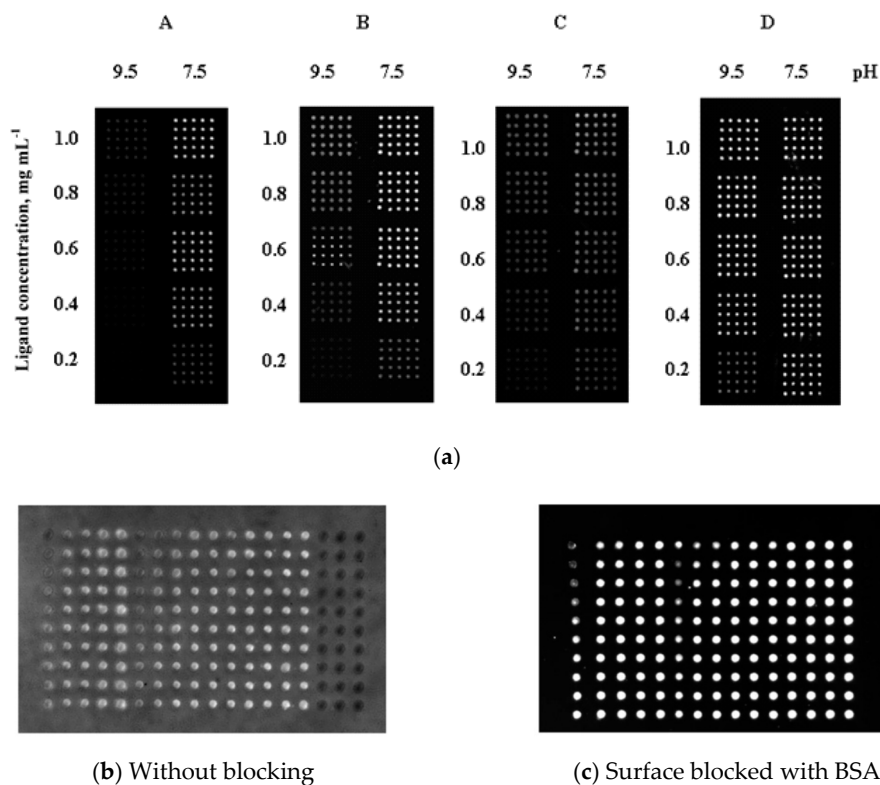 A B C D
9.5 7.5 9.5 7.5 9.5 7.5 9.5 7.5 pH
Ligand concentration, mg mL⁻¹
1.0 1.0 1.0 1.0
0.8 0.8 0.8 0.8
0.6 0.6 0.6 0.6
0.4 0.4 0.4 0.4
0.2 0.2 0.2 0.2
(a)
(b) Without blocking (c) Surface blocked with BSA